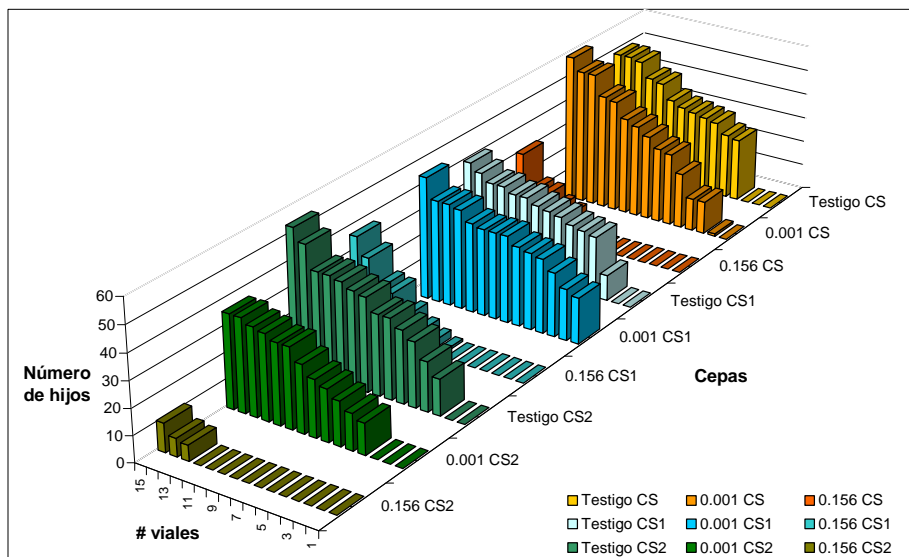 60
50
40
30
20
10
0
Número
de hijos
15
13
11
9
7
5
3
1
# viales
Testigo CS
0.001 CS
0.156 CS
Testigo CS1
0.001 CS1
0.156 CS1
Testigo CS2
0.001 CS2
0.156 CS2
Cepas
Testigo CS 0.001 CS 0.156 CS
Testigo CS1 0.001 CS1 0.156 CS1
Testigo CS2 0.001 CS2 0.156 CS2